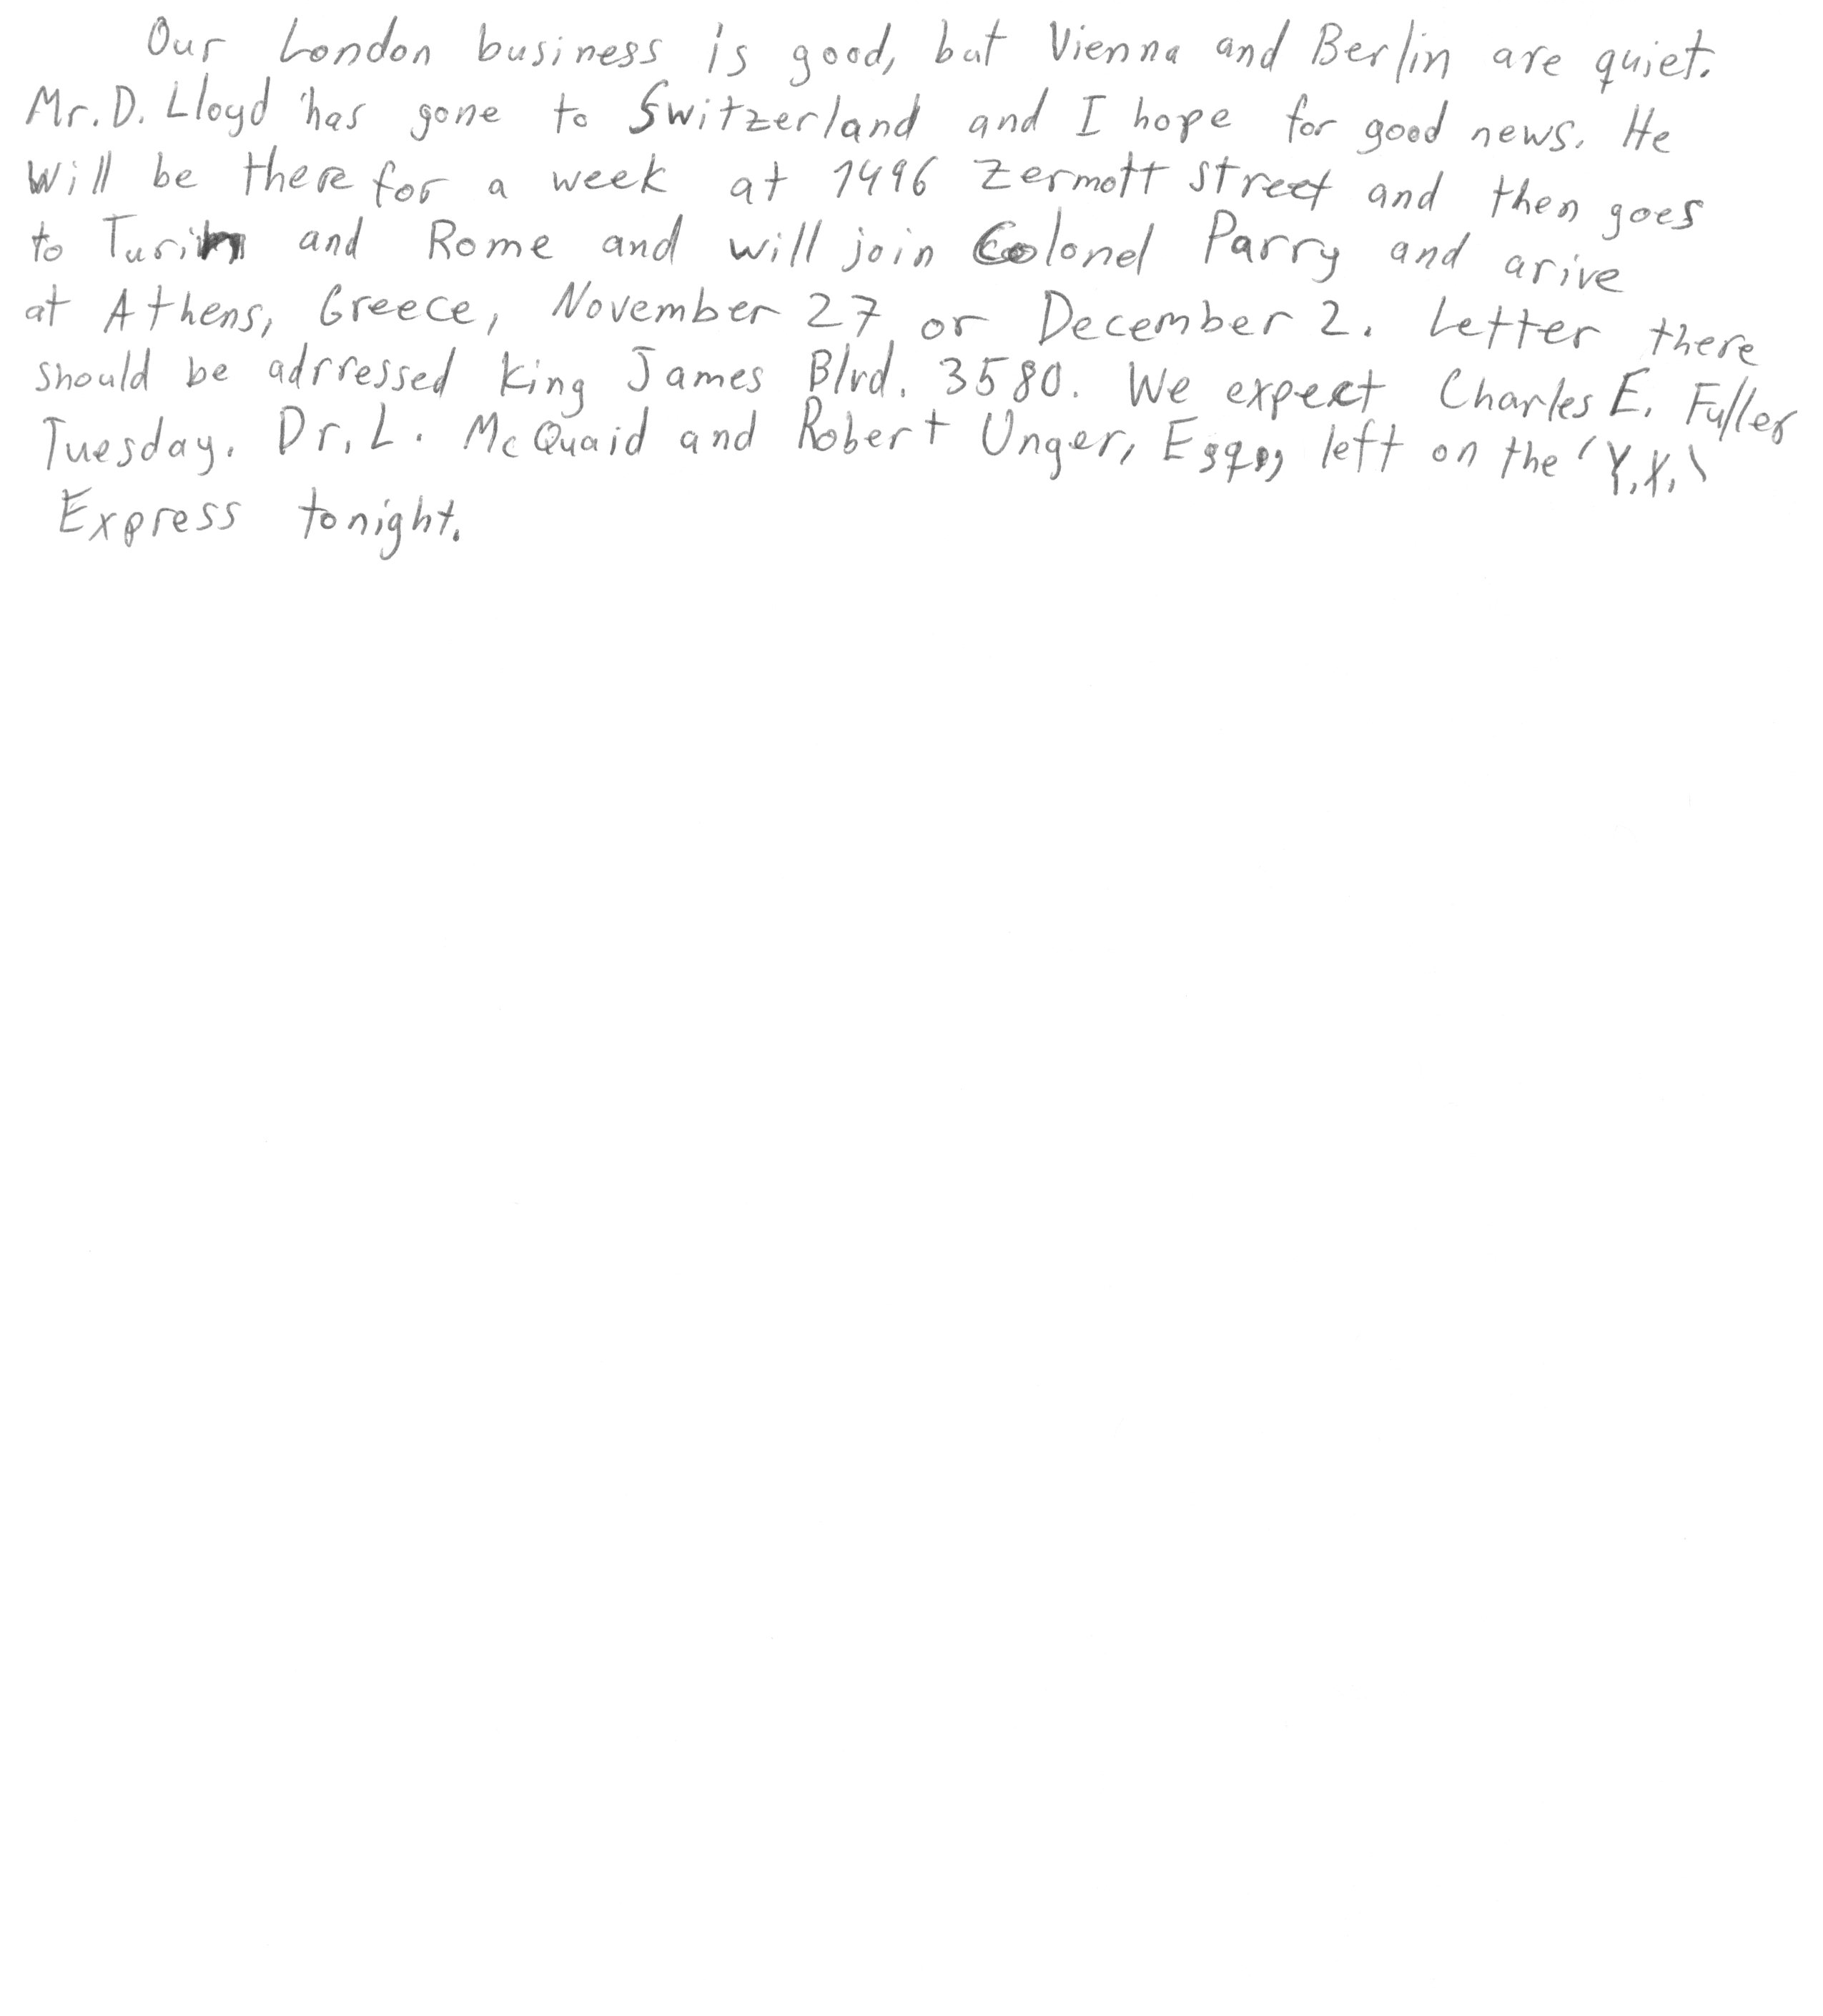 Our London business is good, but Vienna and Berlin are quiet.
Mr. D. Lloyd has gone to Switzerland and I hope for good news. He
will be there for a week at 1496 Zermott street and then goes
to Turin and Rome and will join Colonel Parry and arive
at Athens, Greece, November 27 or December 2. Letter there
should be adrressed King James Blvd. 3580. We expect Charles E. Fuller
Tuesday. Dr. L. McQuaid and Robert Unger, Esqr., left on the 'Y.X.'
Express tonight.